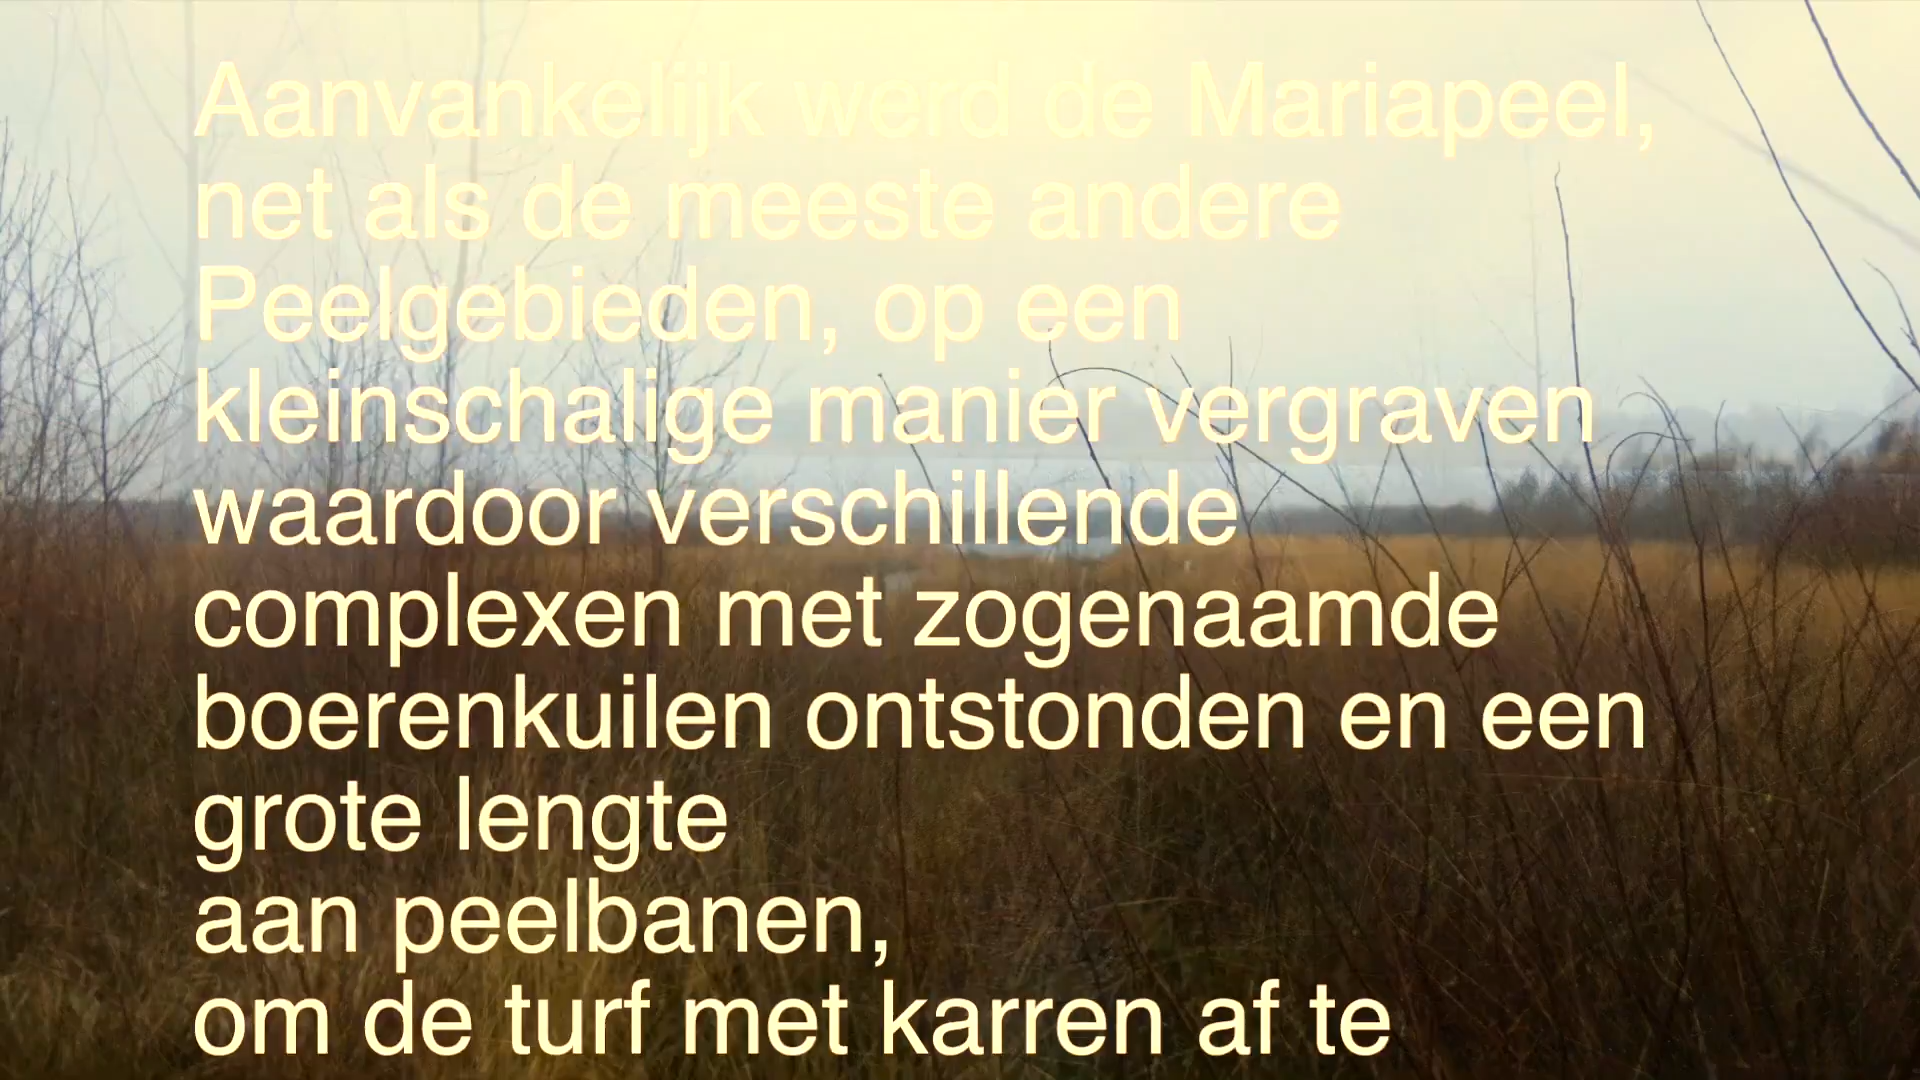 Aanvankelijk werd de Mariapeel,
net als de meeste andere
Peelgebieden, op een
kleinschalige manier vergraven
waardoor verschillende
complexen met zogenaamde
boerenkuilen ontstonden en een
grote lengte
aan peelbanen,
om de turf met karren af te